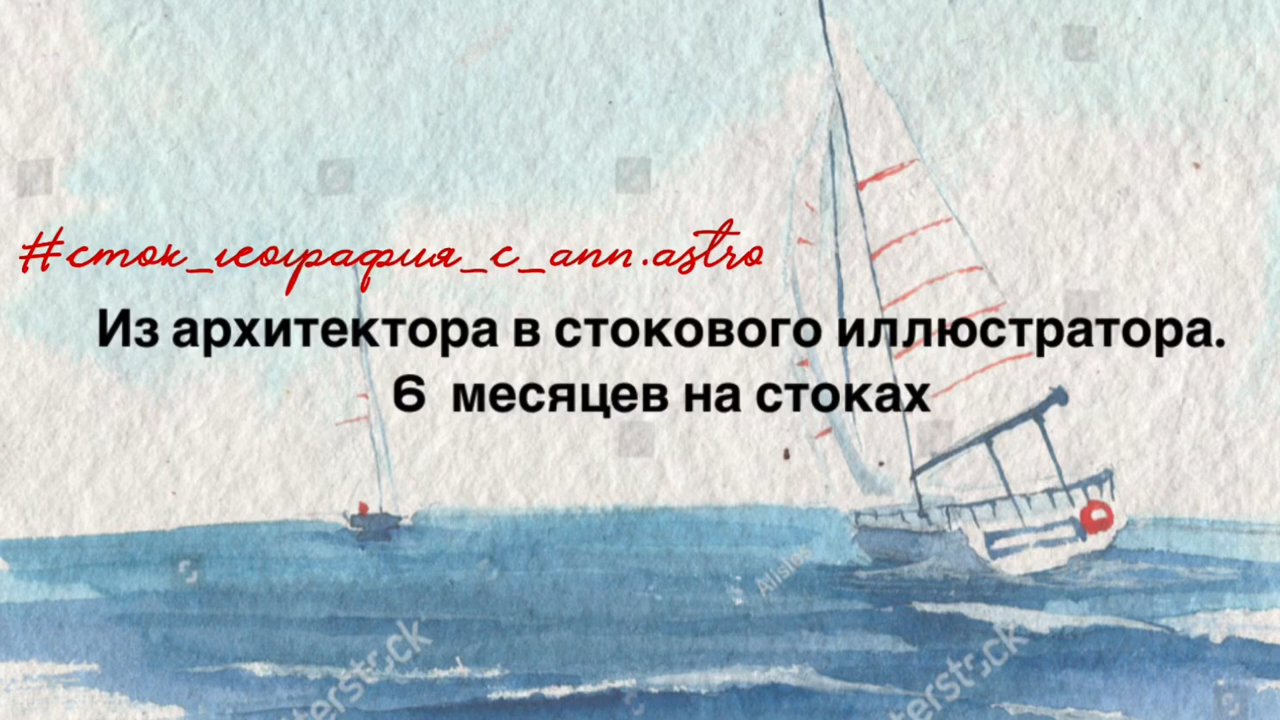 #сток_география_с_ann.astro
Из архитектора в стокового иллюстратора.
6 месяцев на стоках